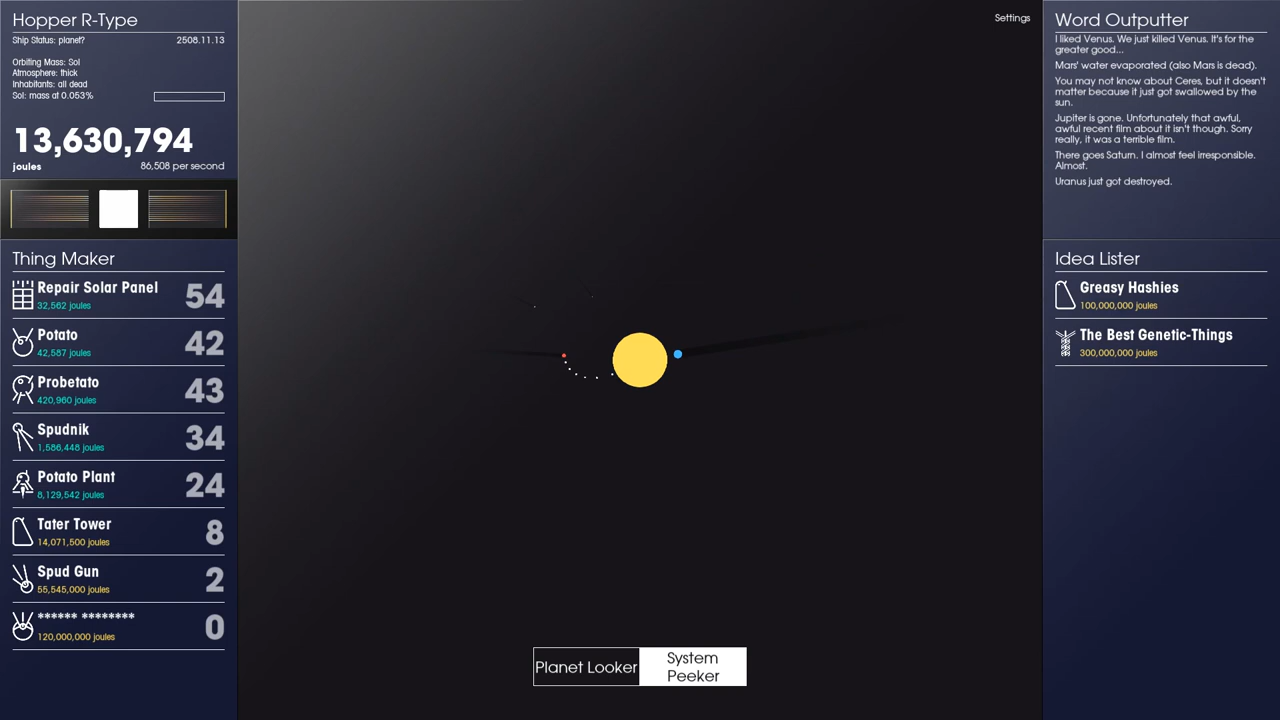 Hopper R-Type
Ship Status: planet?
2508.11.13
Orbiting Mass: Sol
Atmosphere: thick
Inhabitants: all dead
Sol: mass at 0.053%
13,630,794
joules
86,508 per second
Thing Maker
Repair Solar Panel
32,562 joules
54
Potato
42,587 joules
42
Probetato
420,960 joules
43
Spudnik
1,586,448 joules
34
Potato Plant
8,129,542 joules
24
Tater Tower
14,071,500 joules
8
Spud Gun
55,545,000 joules
2
****** ********
120,000,000 joules
0
Settings
Planet Looker
System
Peeker
Word Outputter
I liked Venus. We just killed Venus. It's for the
greater good...
Mars' water evaporated (also Mars is dead).
You may not know about Ceres, but it doesn't
matter because it just got swallowed by the
sun.
Jupiter is gone. Unfortunately that awful,
awful recent film about it isn't though. Sorry
really, it was a terrible film.
There goes Saturn. I almost feel irresponsible.
Almost.
Uranus just got destroyed.
Idea Lister
Greasy Hashies
100,000,000 joules
The Best Genetic-Things
300,000,000 joules